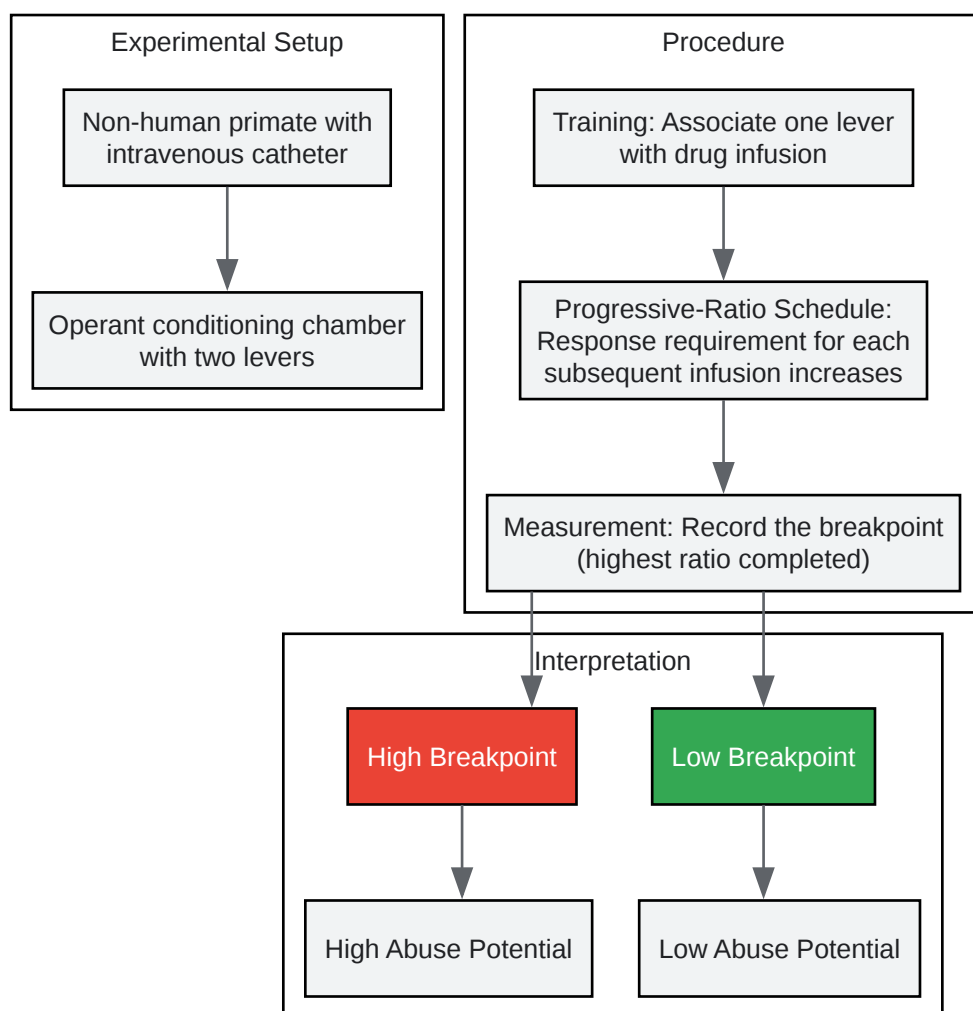 Experimental Setup
Non-human primate with
intravenous catheter
Operant conditioning chamber
with two levers
Procedure
Training: Associate one lever
with drug infusion
Progressive-Ratio Schedule:
Response requirement for each
subsequent infusion increases
Measurement: Record the breakpoint
(highest ratio completed)
Interpretation
High Breakpoint
Low Breakpoint
High Abuse Potential
Low Abuse Potential